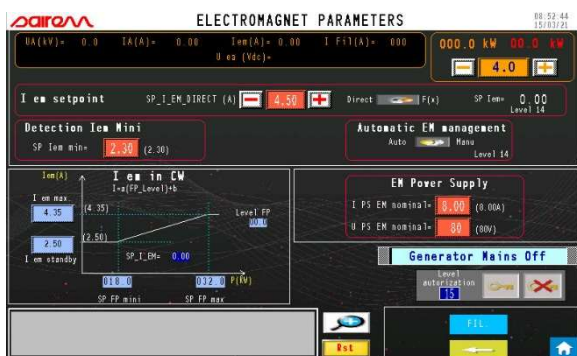 sairem
ELECTROMAGNET PARAMETERS
08:52:44
15/03/21
UA(kV)= 0.0 IA(A)= 0.00 Iem(A)= 0.00 I Fil(A)= 000
U ea (Vdc)=
000.0 kW 00.0 kW
4.0
I em setpoint SP_I_EM_DIRECT (A) 4.50 Direct F(x) SP Iem= 0.00
Level 14
Detection Iem Mini
SP Iem min= 2.30 (2.30)
Automatic EM management
Auto Manu
Level 14
Iem(A)
I em in CW
I=a(FP_Level)+b
I em max
4.35 (4.35)
Level FP
00.0
2.50 (2.50)
I em standby
SP_I_EM= 0.00
018.0 032.0 P(kW)
SP FP mini SP FP max
EM Power Supply
I PS EM nominal= 8.00 (8.00A)
U PS EM nominal= 80 (80V)
Generator Mains Off
Level
autorization
15
FIL.
Rst